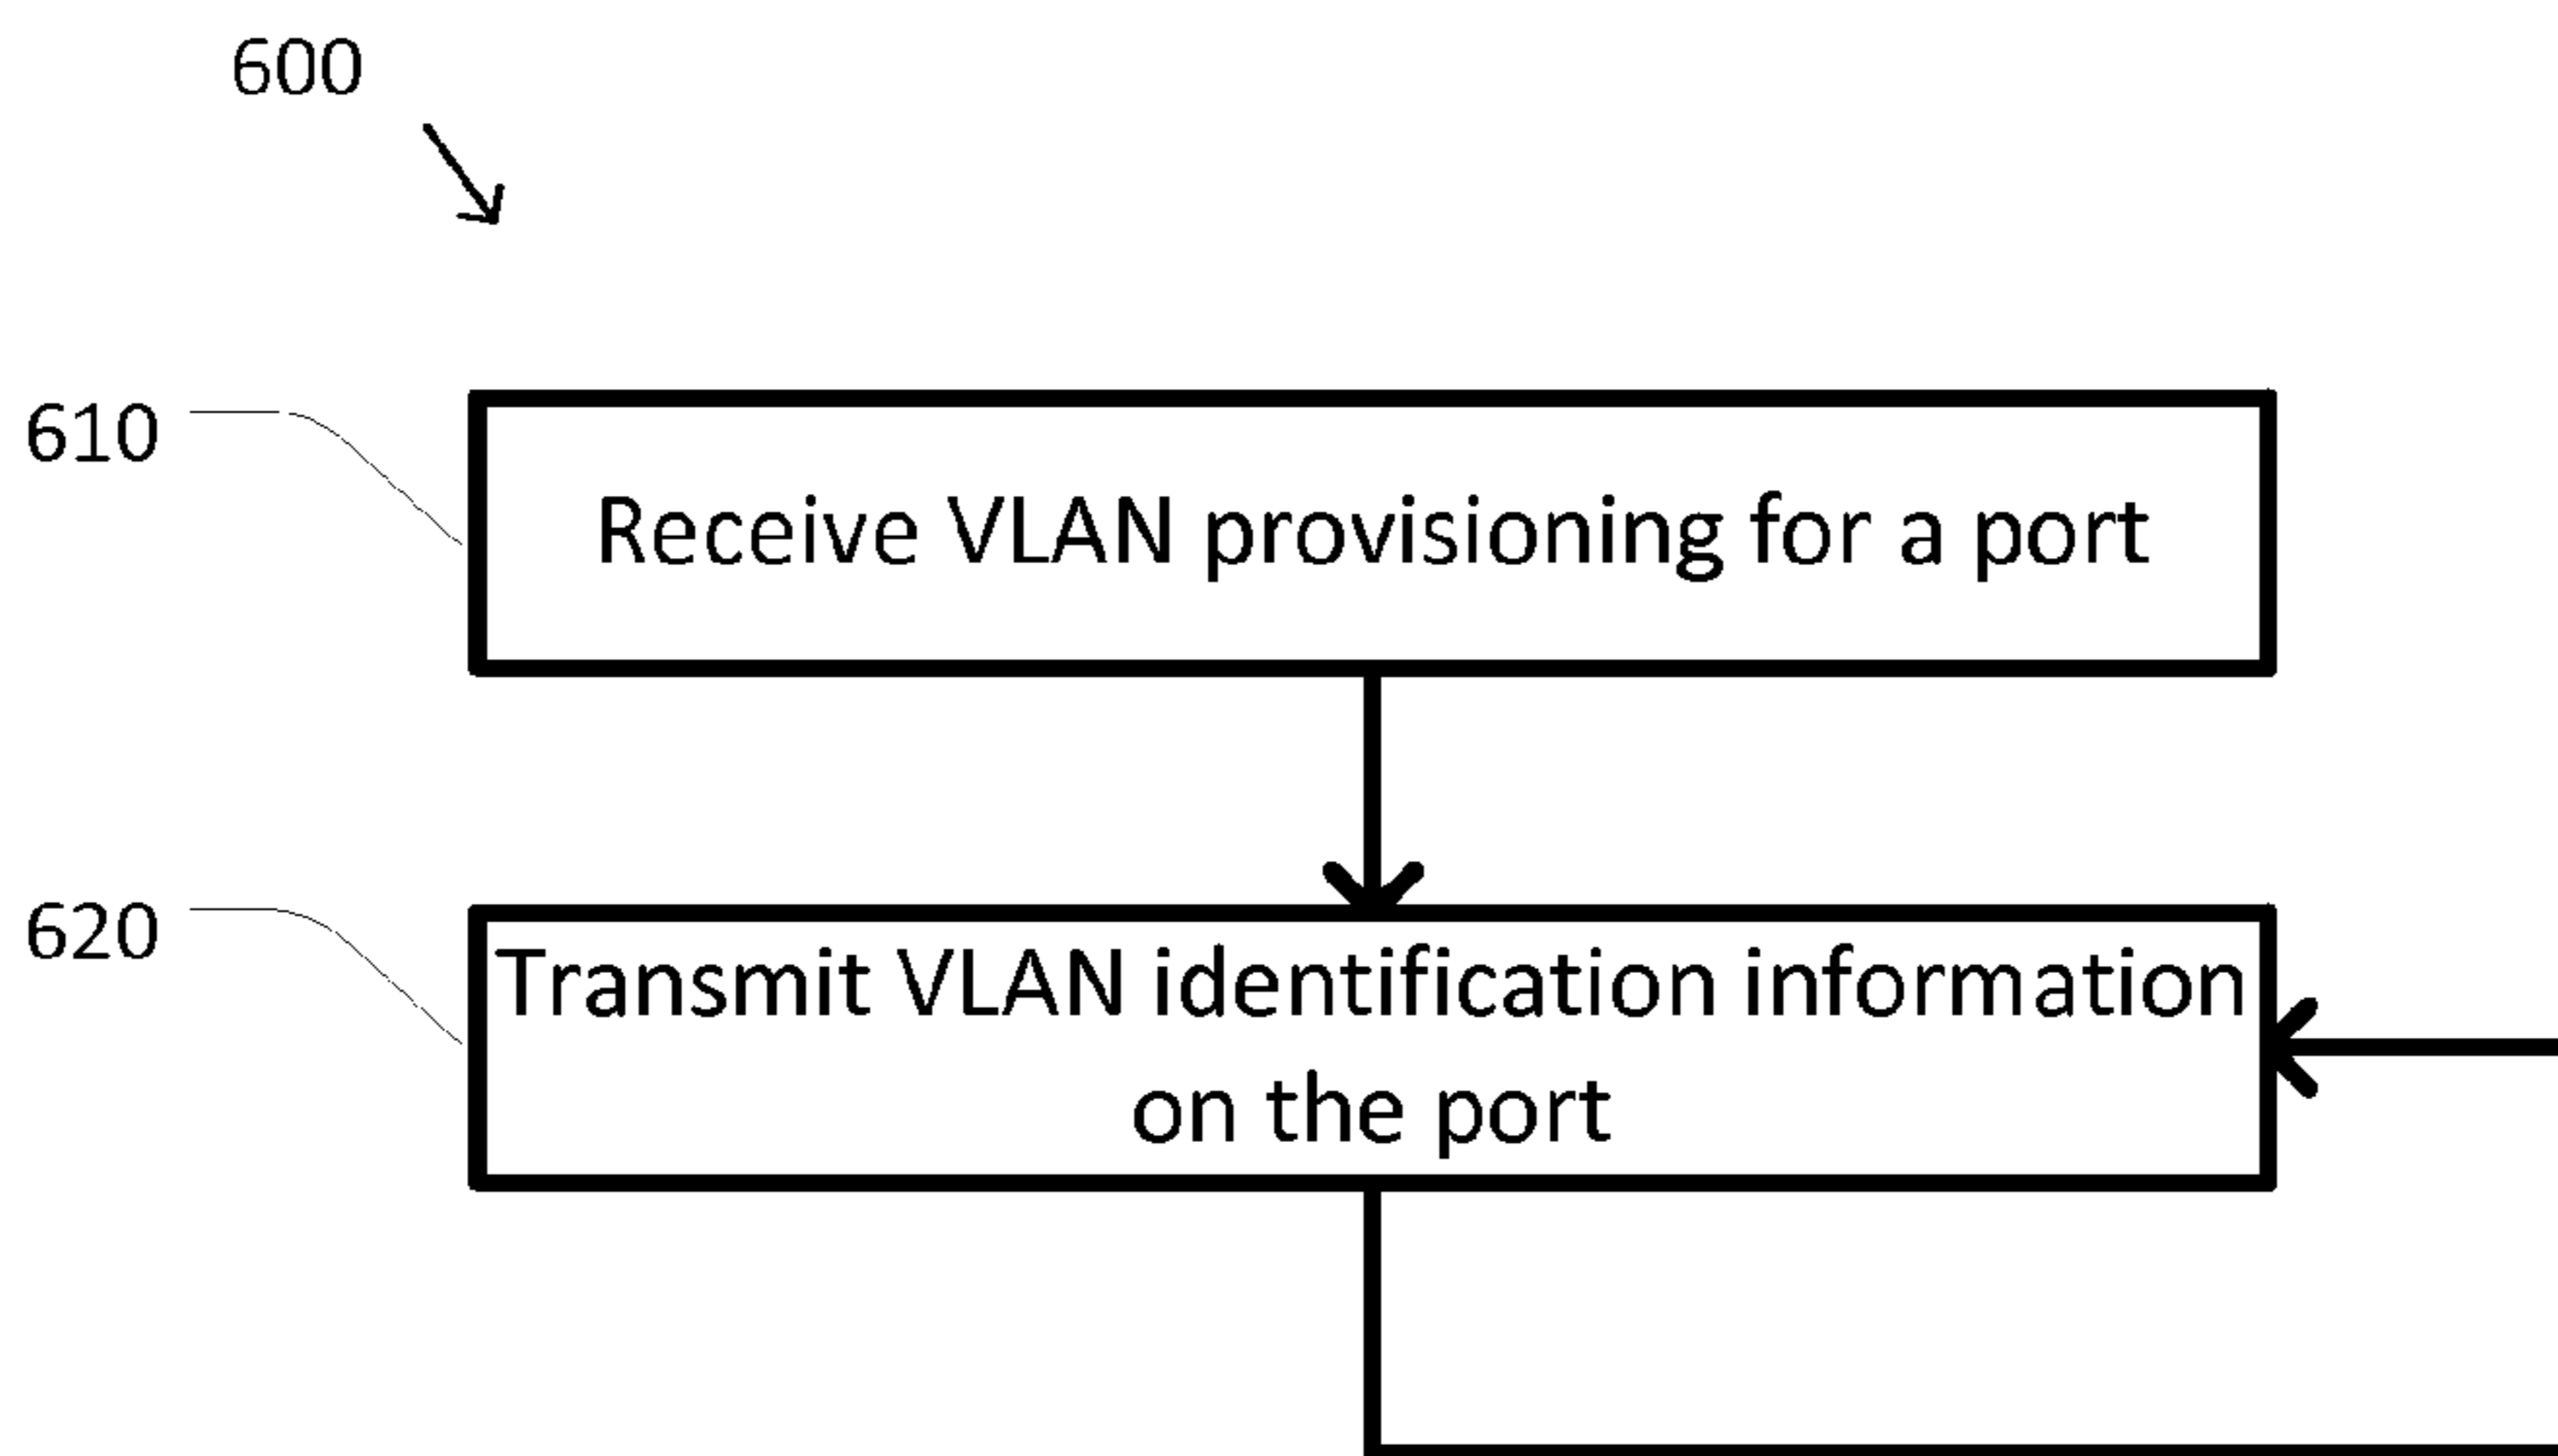 600
610
Receive VLAN provisioning for a port
620
Transmit VLAN identification information
on the port